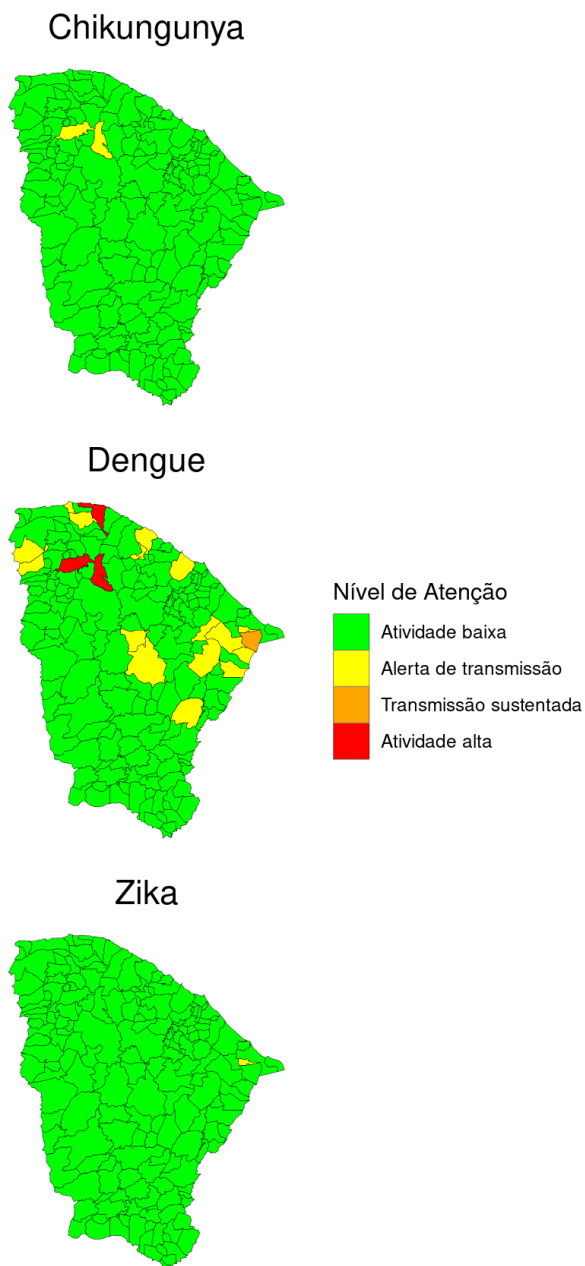 Chikungunya
Dengue
Nível de Atenção
Atividade baixa
Alerta de transmissão
Transmissão sustentada
Atividade alta
Zika